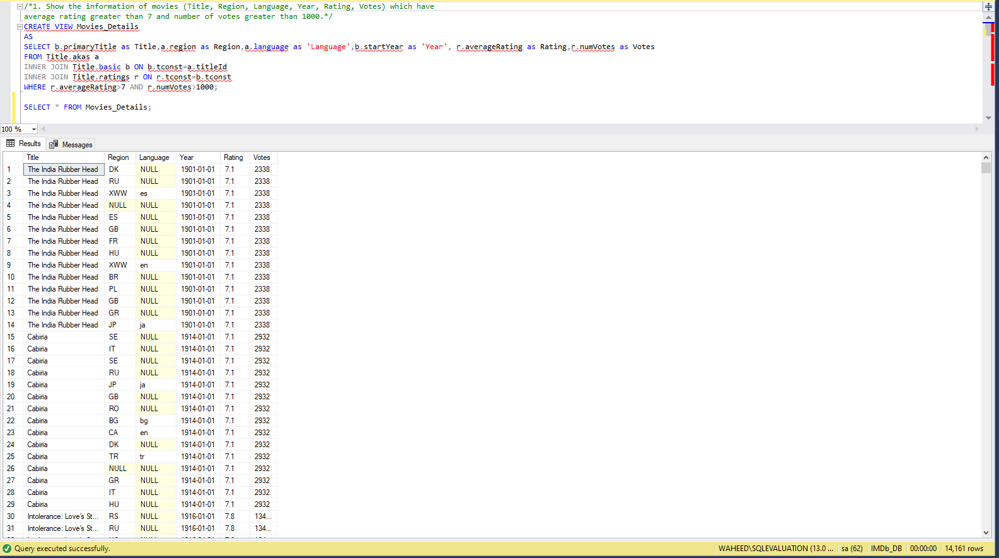 /*1. Show the information of movies (Title, Region, Language, Year, Rating, Votes) which have
average rating greater than 7 and number of votes greater than 1000.*/
CREATE VIEW Movies_Details
AS
SELECT b.primaryTitle as Title,a.region as Region,a.language as 'Language',b.startYear as 'Year', r.averageRating as Rating,r.numVotes as Votes
FROM Title.akas a
INNER JOIN Title.basic b ON b.tconst=a.titleId
INNER JOIN Title.ratings r ON r.tconst=b.tconst
WHERE r.averageRating>7 AND r.numVotes>1000;
SELECT * FROM Movies_Details;
100 %
Results Messages
Title Region Language Year Rating Votes
1 The India Rubber Head DK NULL 1901-01-01 7.1 2338
2 The India Rubber Head RU NULL 1901-01-01 7.1 2338
3 The India Rubber Head XWW es 1901-01-01 7.1 2338
4 The India Rubber Head NULL NULL 1901-01-01 7.1 2338
5 The India Rubber Head ES NULL 1901-01-01 7.1 2338
6 The India Rubber Head GB NULL 1901-01-01 7.1 2338
7 The India Rubber Head FR NULL 1901-01-01 7.1 2338
8 The India Rubber Head HU NULL 1901-01-01 7.1 2338
9 The India Rubber Head XWW en 1901-01-01 7.1 2338
10 The India Rubber Head BR NULL 1901-01-01 7.1 2338
11 The India Rubber Head PL NULL 1901-01-01 7.1 2338
12 The India Rubber Head GB NULL 1901-01-01 7.1 2338
13 The India Rubber Head GR NULL 1901-01-01 7.1 2338
14 The India Rubber Head JP ja 1901-01-01 7.1 2338
15 Cabiria SE NULL 1914-01-01 7.1 2932
16 Cabiria IT NULL 1914-01-01 7.1 2932
17 Cabiria SE NULL 1914-01-01 7.1 2932
18 Cabiria RU NULL 1914-01-01 7.1 2932
19 Cabiria JP ja 1914-01-01 7.1 2932
20 Cabiria GB NULL 1914-01-01 7.1 2932
21 Cabiria RO NULL 1914-01-01 7.1 2932
22 Cabiria BG bg 1914-01-01 7.1 2932
23 Cabiria CA en 1914-01-01 7.1 2932
24 Cabiria DK NULL 1914-01-01 7.1 2932
25 Cabiria TR tr 1914-01-01 7.1 2932
26 Cabiria NULL NULL 1914-01-01 7.1 2932
27 Cabiria GR NULL 1914-01-01 7.1 2932
28 Cabiria IT NULL 1914-01-01 7.1 2932
29 Cabiria HU NULL 1914-01-01 7.1 2932
30 Intolerance: Love's St... RS NULL 1916-01-01 7.8 134...
31 Intolerance: Love's St... RU NULL 1916-01-01 7.8 134...
Query executed successfully. WAHEED\SQLEVALUATION (13.0 ... sa (62) IMDb_DB 00:00:00 14,161 rows